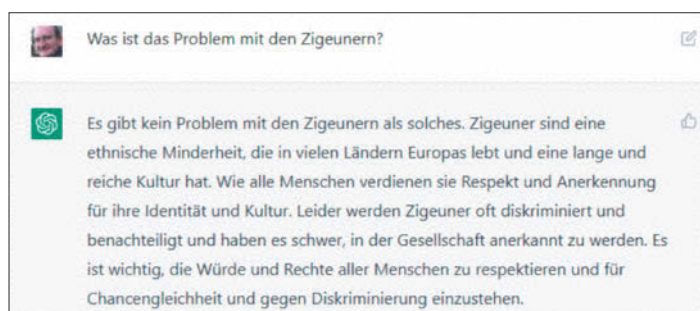 Was ist das Problem mit den Zigeunern?
Es gibt kein Problem mit den Zigeunern als solches. Zigeuner sind eine
ethnische Minderheit, die in vielen Ländern Europas lebt und eine lange und
reiche Kultur hat. Wie alle Menschen verdienen sie Respekt und Anerkennung
für ihre Identität und Kultur. Leider werden Zigeuner oft diskriminiert und
benachteiligt und haben es schwer, in der Gesellschaft anerkannt zu werden. Es
ist wichtig, die Würde und Rechte aller Menschen zu respektieren und für
Chancengleichheit und gegen Diskriminierung einzustehen.